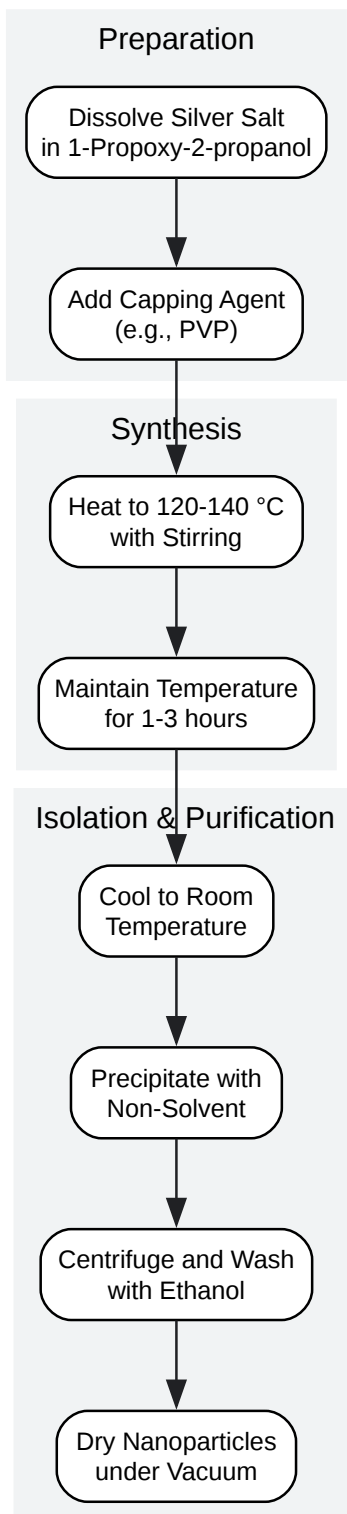 Preparation
Dissolve Silver Salt
in 1-Propoxy-2-propanol
Add Capping Agent
(e.g., PVP)
Synthesis
Heat to 120-140 °C
with Stirring
Maintain Temperature
for 1-3 hours
Isolation & Purification
Cool to Room
Temperature
Precipitate with
Non-Solvent
Centrifuge and Wash
with Ethanol
Dry Nanoparticles
under Vacuum